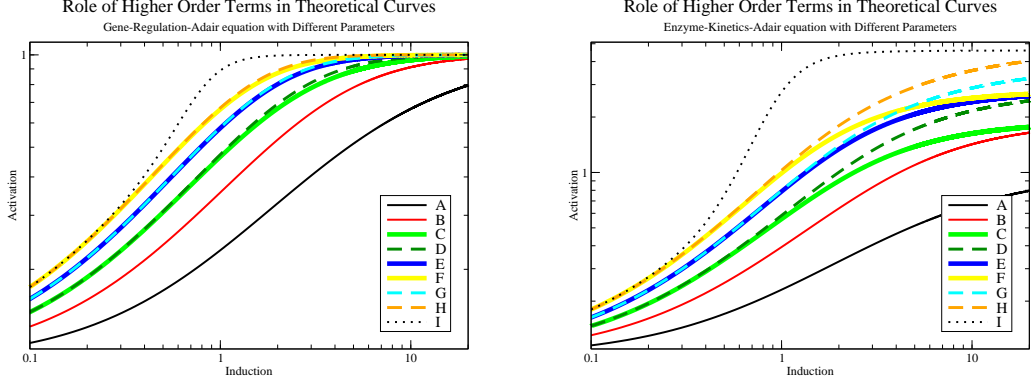 Role of Higher Order Terms in Theoretical Curves
Gene-Regulation-Adair equation with Different Parameters
1
Activation
A
B
C
D
E
F
G
H
I
0.1
1
10
Induction
Role of Higher Order Terms in Theoretical Curves
Enzyme-Kinetics-Adair equation with Different Parameters
1
Activation
A
B
C
D
E
F
G
H
I
0.1
1
10
Induction